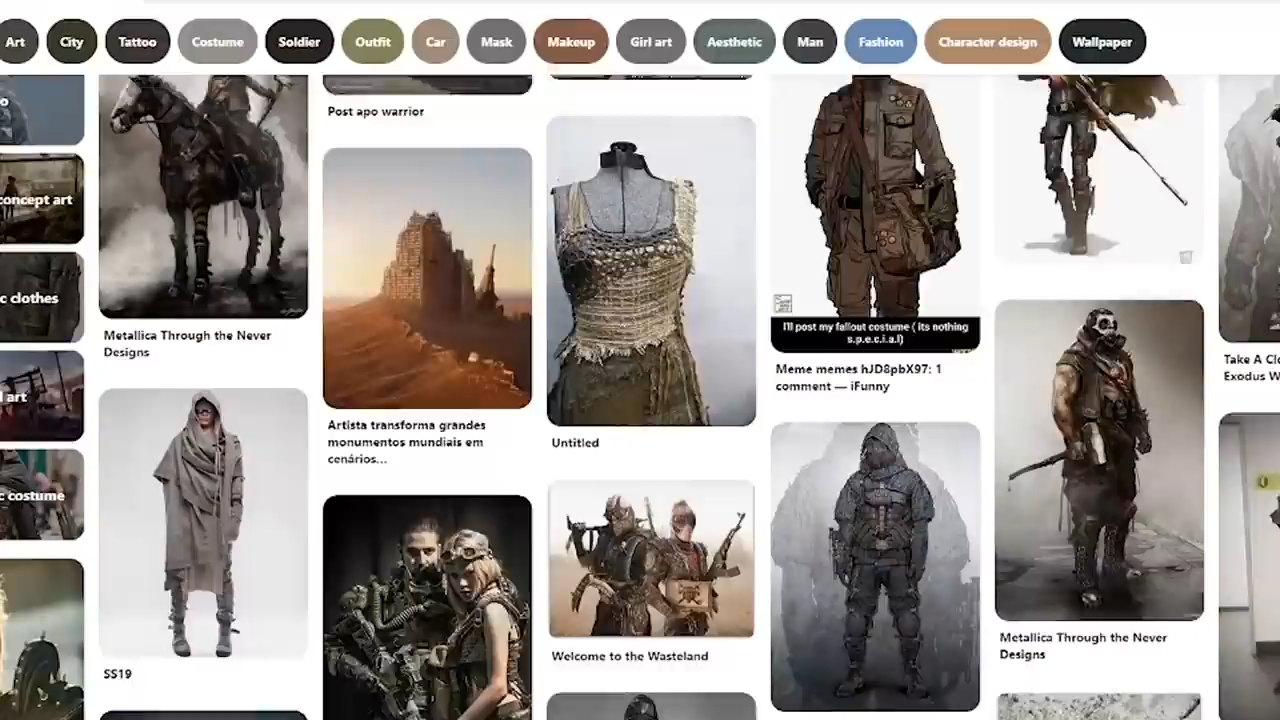 Art
City
Tattoo
Costume
Soldier
Outfit
Car
Mask
Makeup
Girl art
Aesthetic
Man
Fashion
Character design
Wallpaper
o
concept art
c clothes
l art
c costume
Metallica Through the Never
Designs
SS19
Post apo warrior
Artista transforma grandes
monumentos mundiais em
cenários...
Untitled
Welcome to the Wasteland
I'll post my fallout costume ( its nothing
s.p.e.c.i.a.l)
Meme memes hJD8pbX97: 1
comment — iFunny
Metallica Through the Never
Designs
Take A Clo
Exodus W